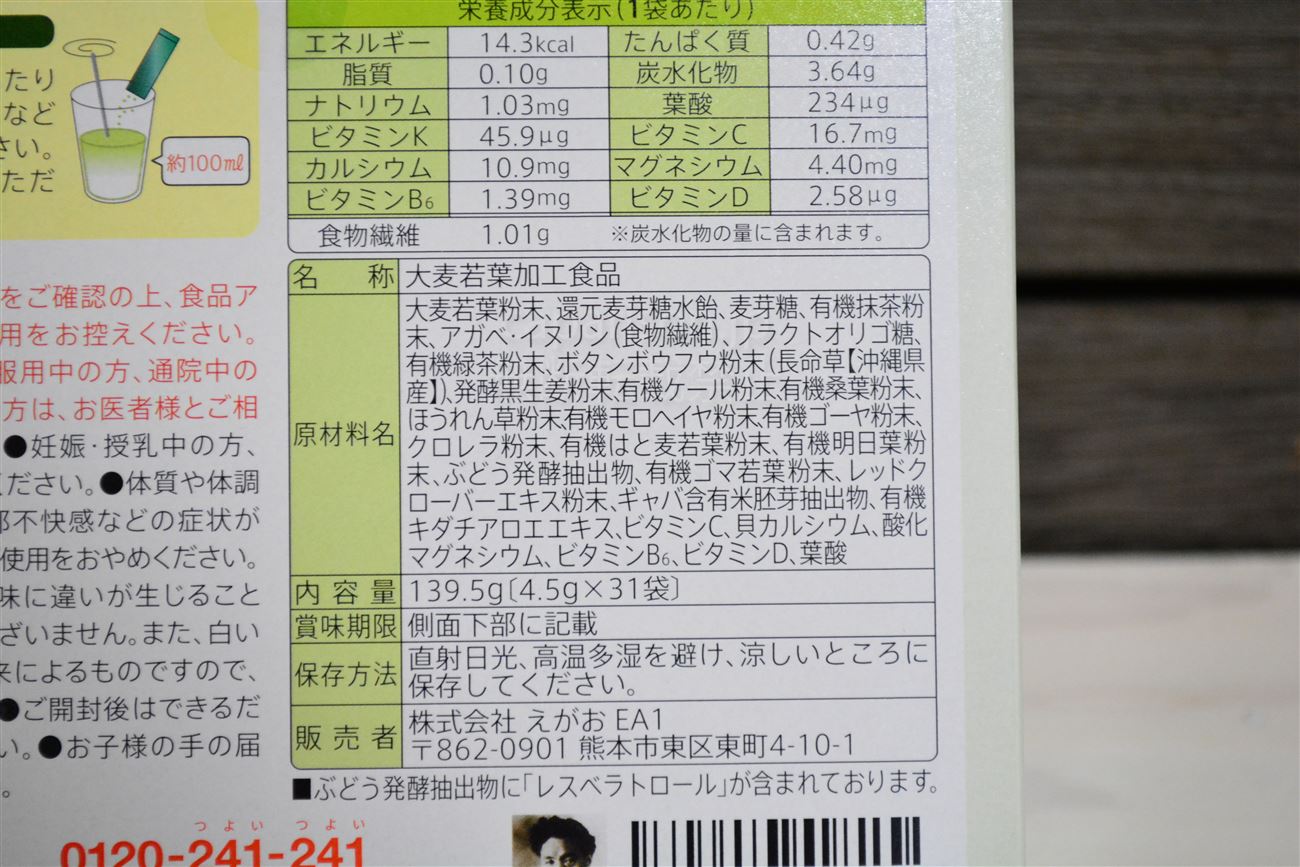 栄養成分表示(1袋あたり)
エネルギー 14.3kcal たんぱく質 0.42g
脂質 0.10g 炭水化物 3.64g
ナトリウム 1.03mg 葉酸 234μg
ビタミンK 45.9μg ビタミンC 16.7mg
カルシウム 10.9mg マグネシウム 4.40mg
ビタミンB6 1.39mg ビタミンD 2.58μg
食物繊維 1.01g ※炭水化物の量に含まれます。
たり
など
さい。
ただ
約100ml
名称 大麦若葉加工食品
原材料名
大麦若葉粉末、還元麦芽糖水飴、麦芽糖、有機抹茶粉
末、アガベ・イヌリン(食物繊維)、フラクトオリゴ糖、
有機緑茶粉末、ボタンボウフウ粉末(長命草【沖縄県
産】)、発酵黒生姜粉末、有機ケール粉末、有機桑葉粉末、
ほうれん草粉末、有機モロヘイヤ粉末、有機ゴーヤ粉末、
クロレラ粉末、有機はと麦若葉粉末、有機明日葉粉
末、ぶどう発酵抽出物、有機ゴマ若葉粉末、レッドク
ローバーエキス粉末、ギャバ含有米胚芽抽出物、有機
キダチアロエエキス、ビタミンC、貝カルシウム、酸化
マグネシウム、ビタミンB6、ビタミンD、葉酸
内容量 139.5g〔4.5g×31袋〕
賞味期限 側面下部に記載
保存方法
直射日光、高温多湿を避け、涼しいところに
保存してください。
販売者
株式会社 えがお EA1
〒862-0901 熊本市東区東町4-10-1
■ぶどう発酵抽出物に「レスベラトロール」が含まれております。
をご確認の上、食品ア
用をお控えください。
服用中の方、通院中の
方は、お医者様とご相
●妊娠・授乳中の方、
ください。●体質や体調
部不快感などの症状が
使用をおやめください。
味に違いが生じること
ざいません。また、白い
来によるものですので、
●ご開封後はできるだ
い。●お子様の手の届
。
つよい つよい
0120-241-241